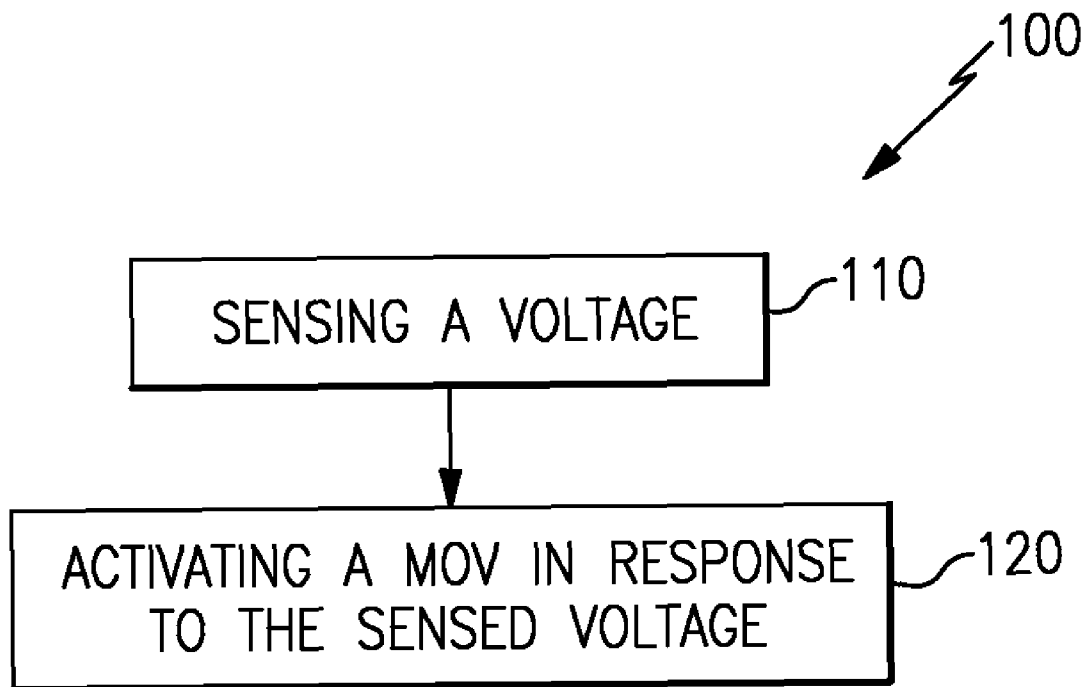 100
SENSING A VOLTAGE
110
ACTIVATING A MOV IN RESPONSE
TO THE SENSED VOLTAGE
120